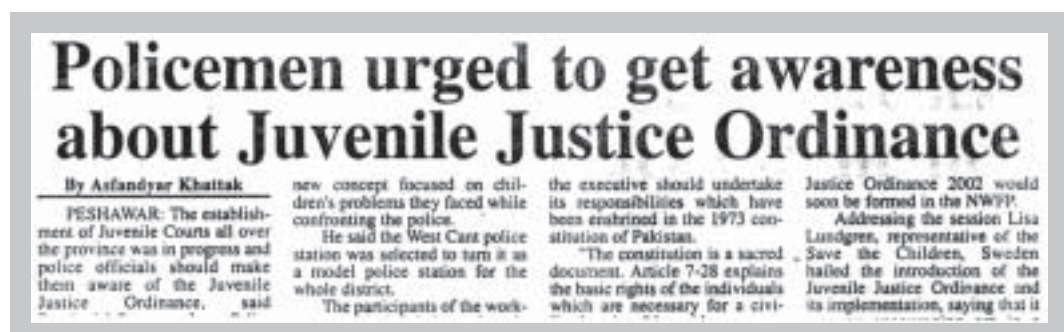 Policemen urged to get awareness
about Juvenile Justice Ordinance
By Asfandyar Khattak
PESHAWAR: The establish-
ment of Juvenile Courts all over
the province was in progress and
police officials should make
them aware of the Juvenile
Justice Ordinance, said
new concept focused on chil-
dren's problems they faced while
confronting the police.
He said the West Cant police
station was selected to turn it as
a model police station for the
whole district.
The participants of the work-
the executive should undertake
its responsibilities which have
been enshrined in the 1973 con-
stitution of Pakistan.
"The constitution is a sacred
document. Article 7-28 explains
the basic rights of the individuals
which are necessary for a civi-
Justice Ordinance 2002 would
soon be formed in the NWFP.
Addressing the session Lisa
Lundgren, representative of the
Save the Children, Sweden
hailed the introduction of the
Juvenile Justice Ordinance and
its implementation, saying that it